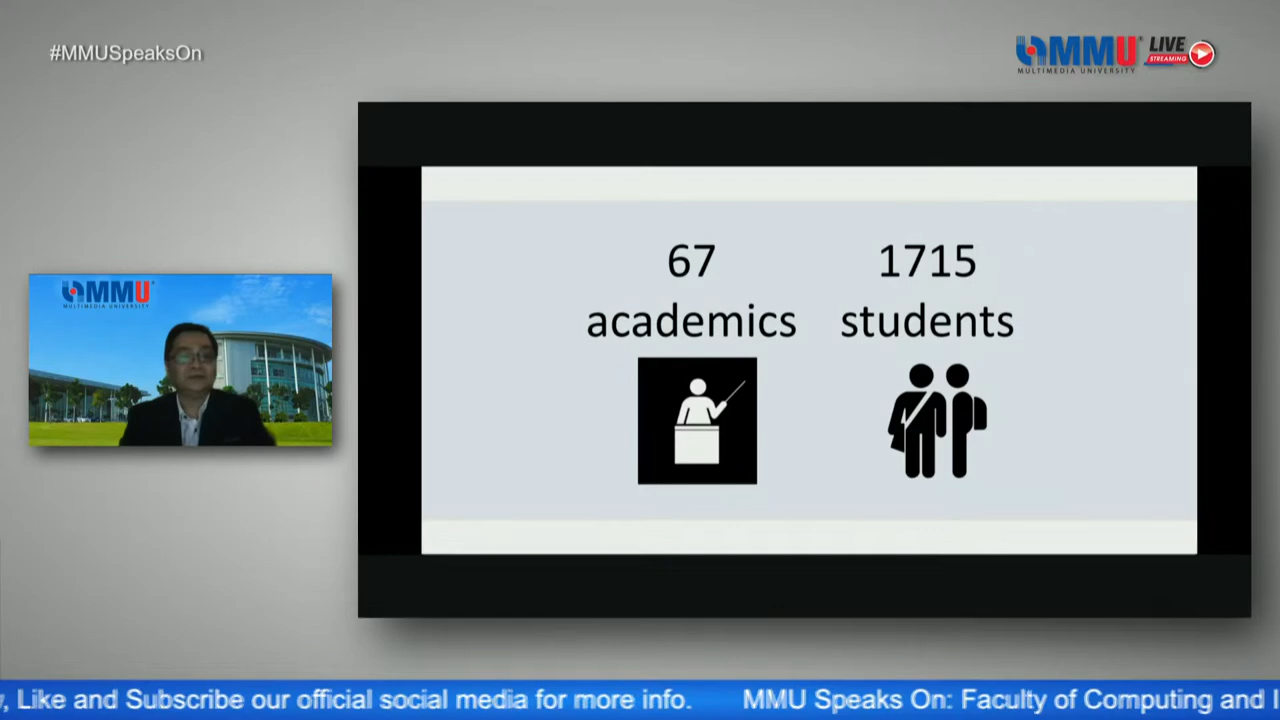 #MMUSpeaksOn
MMU
MULTIMEDIA UNIVERSITY
LIVE
STREAMING
67
academics
1715
students
MMU
MULTIMEDIA UNIVERSITY
, Like and Subscribe our official social media for more info. MMU Speaks On: Faculty of Computing and I